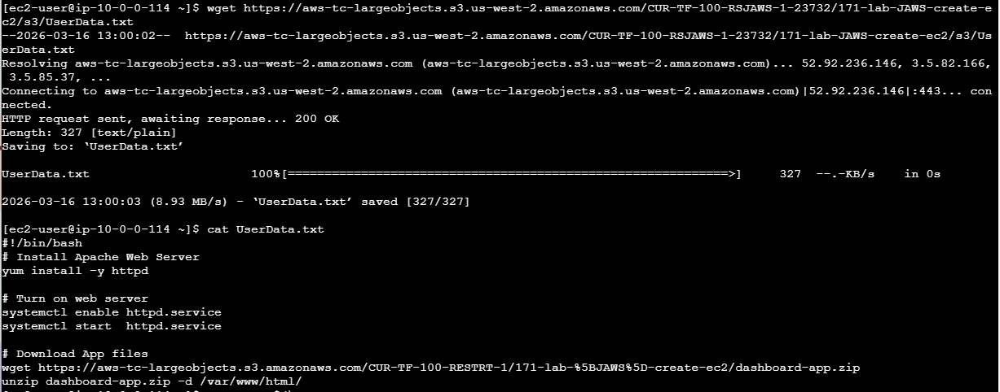 [ec2-user@ip-10-0-0-114 ~]$ wget https://aws-tc-largeobjects.s3.us-west-2.amazonaws.com/CUR-TF-100-RSJAWS-1-23732/171-lab-JAWS-create-e
c2/s3/UserData.txt
--2026-03-16 13:00:02--  https://aws-tc-largeobjects.s3.us-west-2.amazonaws.com/CUR-TF-100-RSJAWS-1-23732/171-lab-JAWS-create-ec2/s3/Us
erData.txt
Resolving aws-tc-largeobjects.s3.us-west-2.amazonaws.com (aws-tc-largeobjects.s3.us-west-2.amazonaws.com)... 52.92.236.146, 3.5.82.166,
 3.5.85.37, ...
Connecting to aws-tc-largeobjects.s3.us-west-2.amazonaws.com (aws-tc-largeobjects.s3.us-west-2.amazonaws.com)|52.92.236.146|:443... con
nected.
HTTP request sent, awaiting response... 200 OK
Length: 327 [text/plain]
Saving to: ‘UserData.txt’
UserData.txt                       100%[============================================================>]     327  --.-KB/s    in 0s
2026-03-16 13:00:03 (8.93 MB/s) - ‘UserData.txt’ saved [327/327]
[ec2-user@ip-10-0-0-114 ~]$ cat UserData.txt
#!/bin/bash
# Install Apache Web Server
yum install -y httpd
# Turn on web server
systemctl enable httpd.service
systemctl start  httpd.service
# Download App files
wget https://aws-tc-largeobjects.s3.amazonaws.com/CUR-TF-100-RESTRT-1/171-lab-%5BJAWS%5D-create-ec2/dashboard-app.zip
unzip dashboard-app.zip -d /var/www/html/